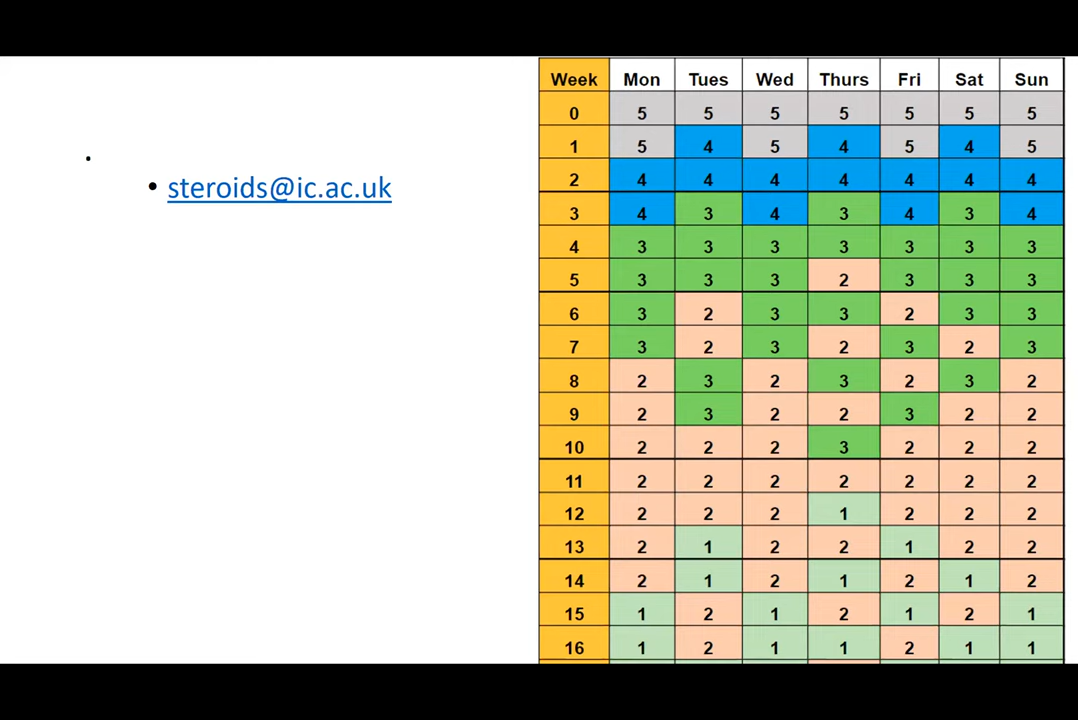 • steroids@ic.ac.uk
Week Mon Tues Wed Thurs Fri Sat Sun
0 5 5 5 5 5 5 5
1 5 4 5 4 5 4 5
2 4 4 4 4 4 4 4
3 4 3 4 3 4 3 4
4 3 3 3 3 3 3 3
5 3 3 3 2 3 3 3
6 3 2 3 3 2 3 3
7 3 2 3 2 3 2 3
8 2 3 2 3 2 3 2
9 2 3 2 2 3 2 2
10 2 2 2 3 2 2 2
11 2 2 2 2 2 2 2
12 2 2 2 1 2 2 2
13 2 1 2 2 1 2 2
14 2 1 2 1 2 1 2
15 1 2 1 2 1 2 1
16 1 2 1 1 2 1 1